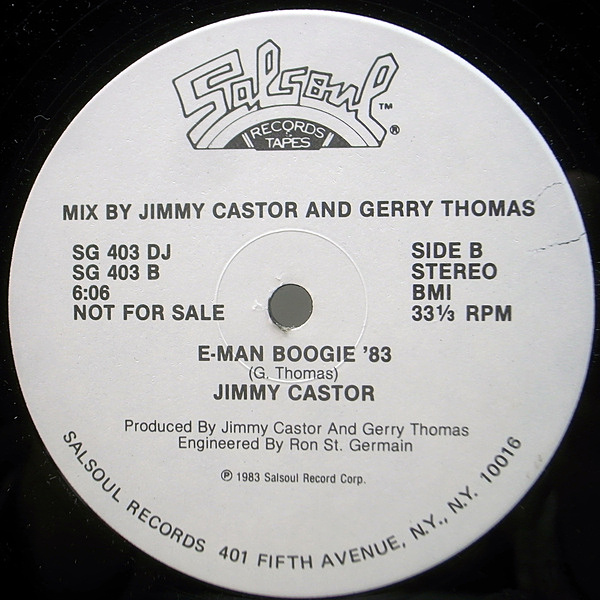 Salsoul™
RECORDS
TAPES ®
MIX BY JIMMY CASTOR AND GERRY THOMAS
SG 403 DJ
SG 403 B
6:06
NOT FOR SALE
SIDE B
STEREO
BMI
33⅓ RPM
E-MAN BOOGIE '83
(G. Thomas)
JIMMY CASTOR
Produced By Jimmy Castor And Gerry Thomas
Engineered By Ron St. Germain
℗ 1983 Salsoul Record Corp.
SALSOUL RECORDS 401 FIFTH AVENUE, N.Y., N.Y. 10016